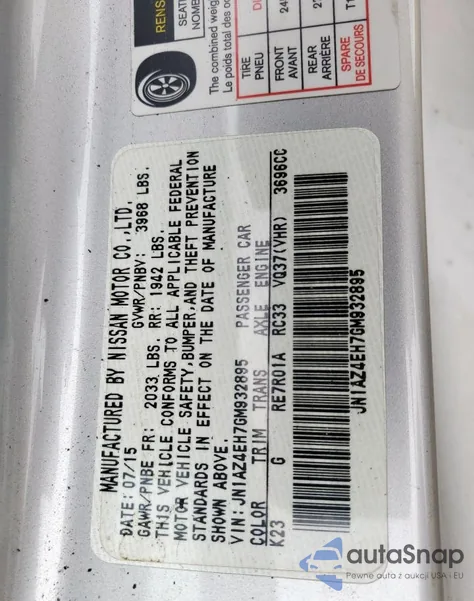 RENS
SEATI
NOMBR
The combined weig
Le poids total des oc
TIRE
PNEU
FRONT
AVANT
REAR
ARRIÈRE
SPARE
DE SECOURS
MANUFACTURED BY NISSAN MOTOR CO.,LTD.
DATE: 07/15 GVWR/PNBV: 3968 LBS.
GAWR/PNBE FR: 2033 LBS. RR: 1942 LBS.
THIS VEHICLE CONFORMS TO ALL APPLICABLE FEDERAL
MOTOR VEHICLE SAFETY,BUMPER,AND THEFT PREVENTION
STANDARDS IN EFFECT ON THE DATE OF MANUFACTURE
SHOWN ABOVE.
VIN:JN1AZ4EH7GM932895 PASSENGER CAR
COLOR TRIM TRANS AXLE ENGINE
K23 G RE7R01A RC33 VQ37(VHR) 3696CC
JN1AZ4EH7GM932895
autoSnap
Pewne auta z aukcji USA i EU